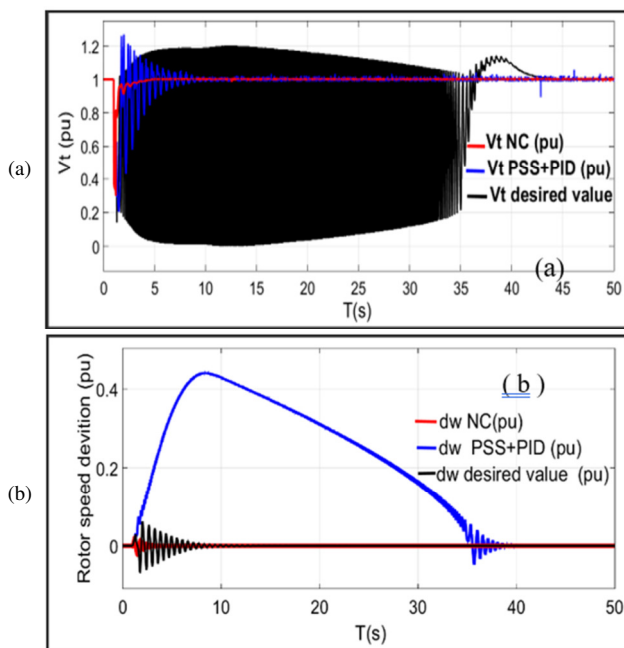 (a)
Vt (pu)
1.2
1
0.8
0.6
0.4
0.2
0
Vt NC (pu)
Vt PSS+PID (pu)
Vt desired value
(a)
0 5 10 15 20 25 30 35 40 45 50
T(s)
(b)
Rotor speed devition (pu)
0.4
0.2
0
( b )
dw NC(pu)
dw PSS+PID (pu)
dw desired value (pu)
0 10 20 30 40 50
T(s)